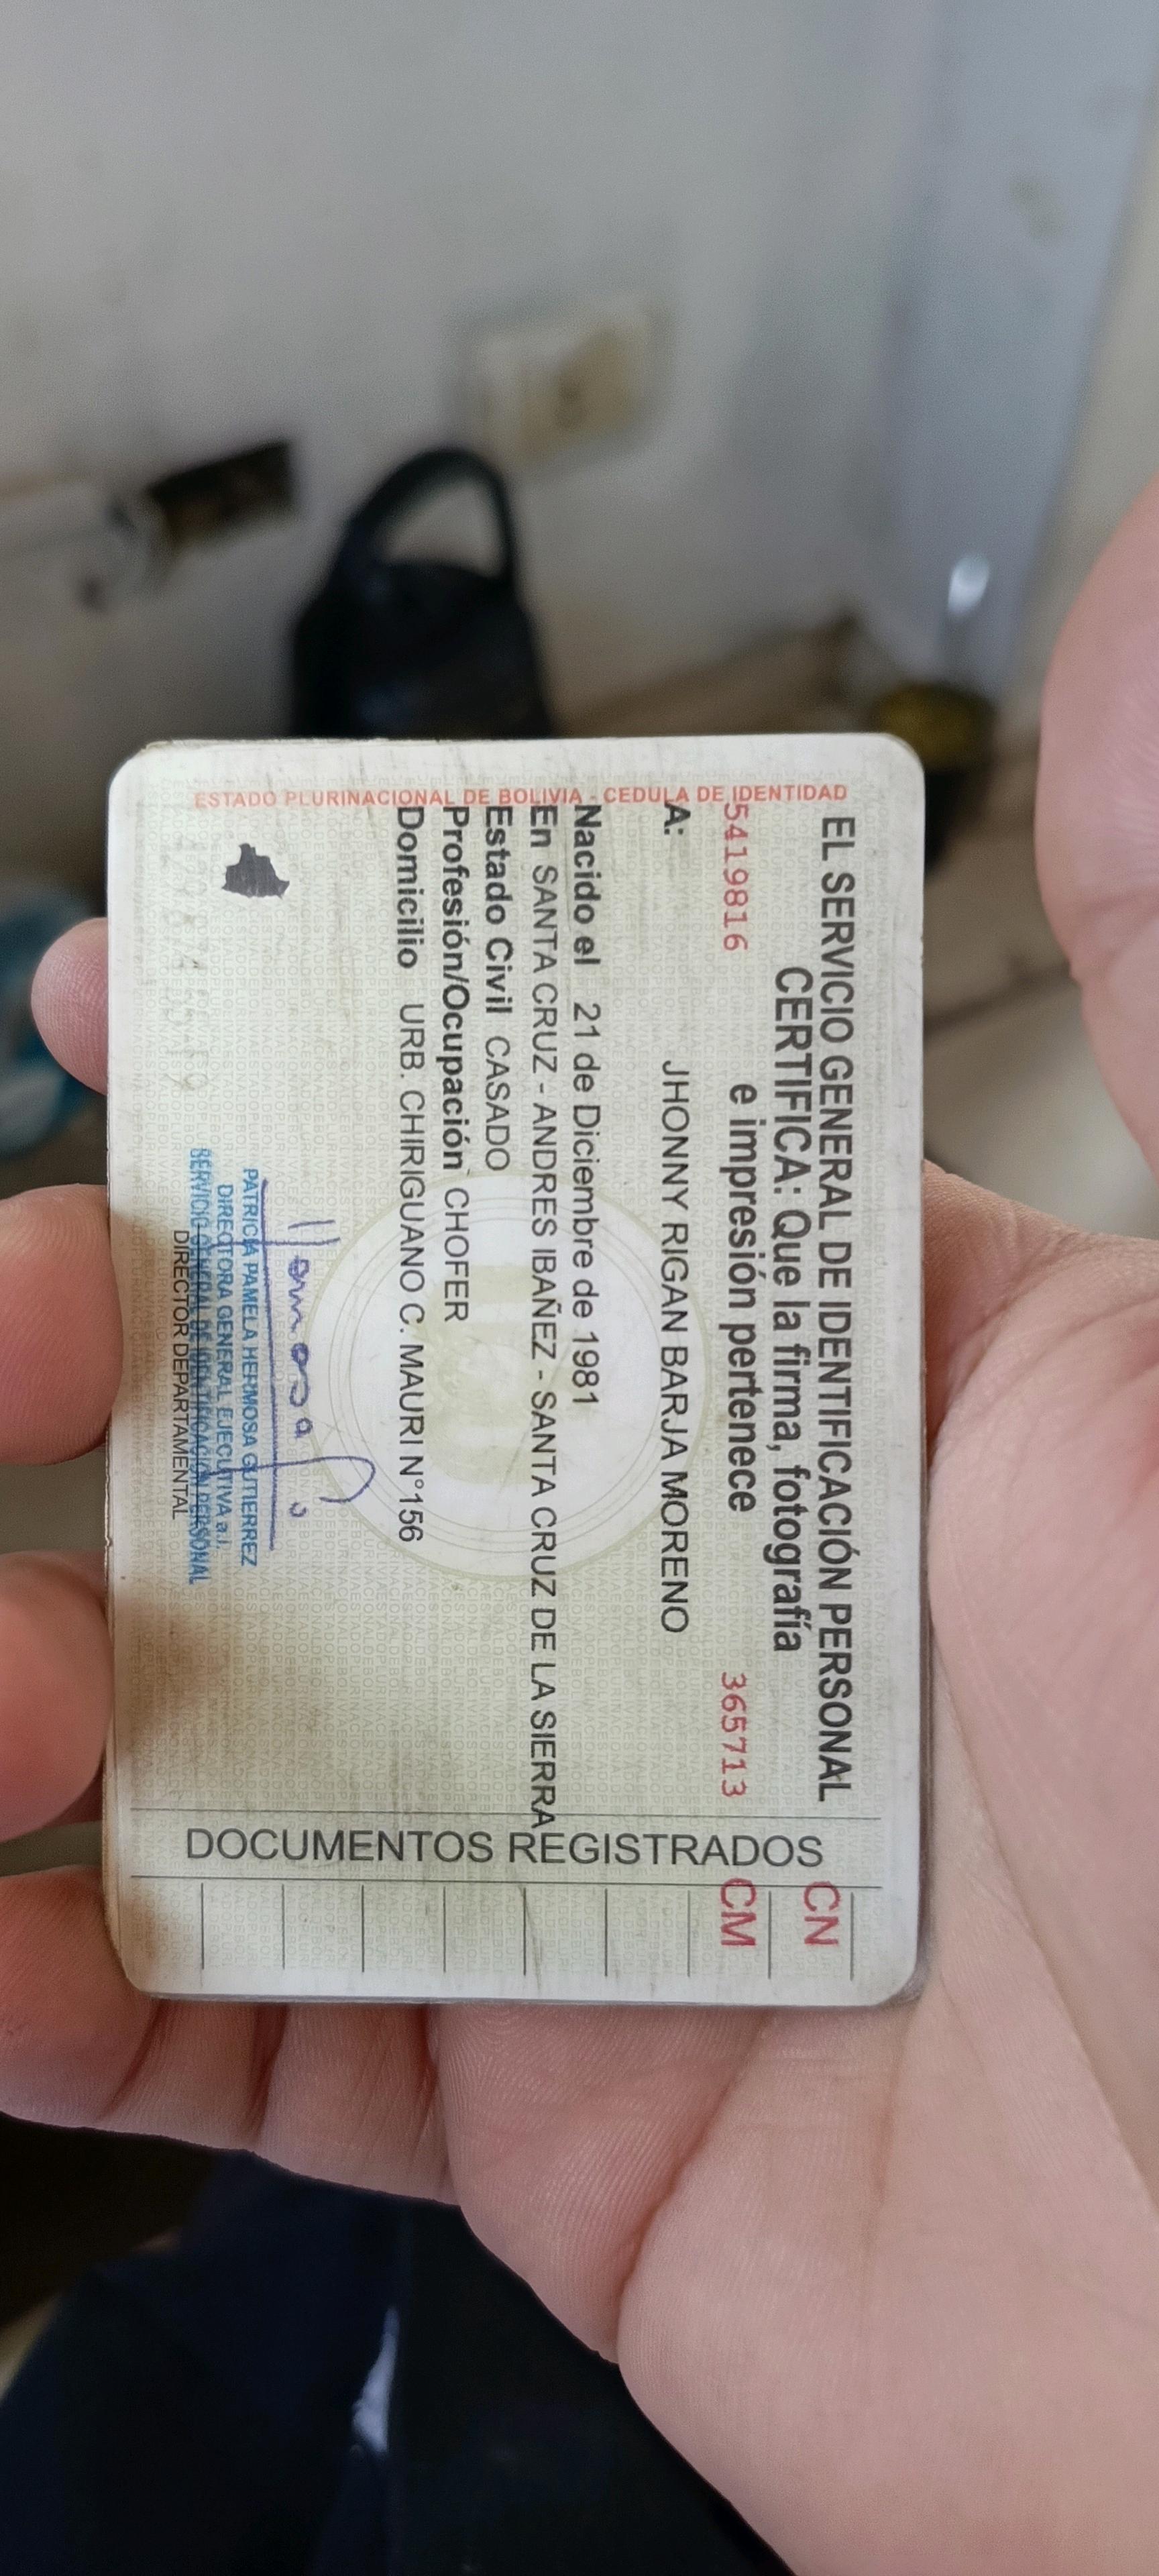 ESTADO PLURINACIONAL DE BOLIVIA - CEDULA DE IDENTIDAD
EL SERVICIO GENERAL DE IDENTIFICACIÓN PERSONAL
CERTIFICA: Que la firma, fotografía
5419816 e impresión pertenece 365713
A: JHONNY RIGAN BARJA MORENO
Nacido el 21 de Diciembre de 1981
En SANTA CRUZ - ANDRES IBAÑEZ - SANTA CRUZ DE LA SIERRA
Estado Civil CASADO
Profesión/Ocupación CHOFER
Domicilio URB. CHIRIGUANO C. MAURI N°156
PATRICIA PAMELA HERMOSA GUTIERREZ
DIRECTORA GENERAL EJECUTIVA a.i.
SERVICIO GENERAL DE IDENTIFICACIÓN PERSONAL
DIRECTOR DEPARTAMENTAL
DOCUMENTOS REGISTRADOS
CN
CM